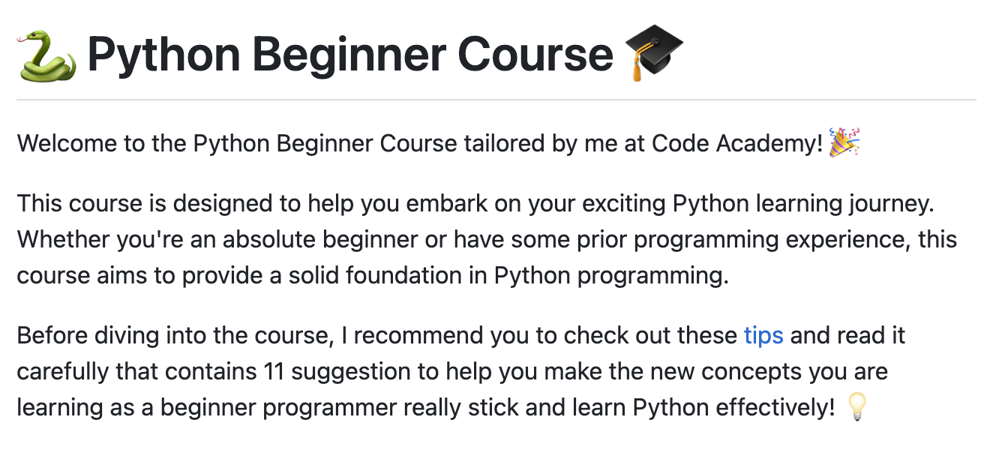 🐍 Python Beginner Course 🎓
Welcome to the Python Beginner Course tailored by me at Code Academy! 🎉
This course is designed to help you embark on your exciting Python learning journey.
Whether you're an absolute beginner or have some prior programming experience, this
course aims to provide a solid foundation in Python programming.
Before diving into the course, I recommend you to check out these tips and read it
carefully that contains 11 suggestion to help you make the new concepts you are
learning as a beginner programmer really stick and learn Python effectively! 💡